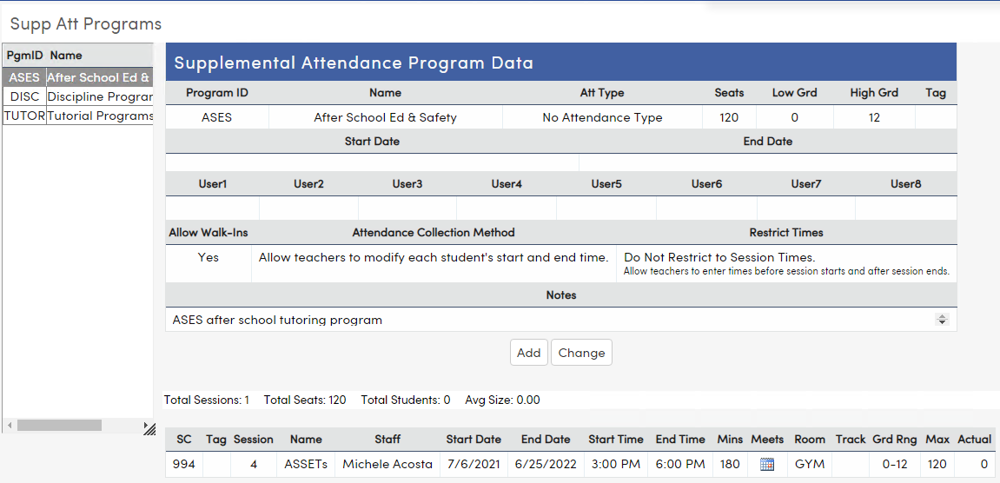 Supp Att Programs
PgmID Name
ASES After School Ed &
DISC Discipline Program
TUTOR Tutorial Programs
Supplemental Attendance Program Data
Program ID Name Att Type Seats Low Grd High Grd Tag
ASES After School Ed & Safety No Attendance Type 120 0 12
Start Date End Date
User1 User2 User3 User4 User5 User6 User7 User8
Allow Walk-Ins Attendance Collection Method Restrict Times
Yes Allow teachers to modify each student's start and end time. Do Not Restrict to Session Times.
Allow teachers to enter times before session starts and after session ends.
Notes
ASES after school tutoring program
Add Change
Total Sessions: 1 Total Seats: 120 Total Students: 0 Avg Size: 0.00
SC Tag Session Name Staff Start Date End Date Start Time End Time Mins Meets Room Track Grd Rng Max Actual
994 4 ASSETs Michele Acosta 7/6/2021 6/25/2022 3:00 PM 6:00 PM 180 GYM 0-12 120 0